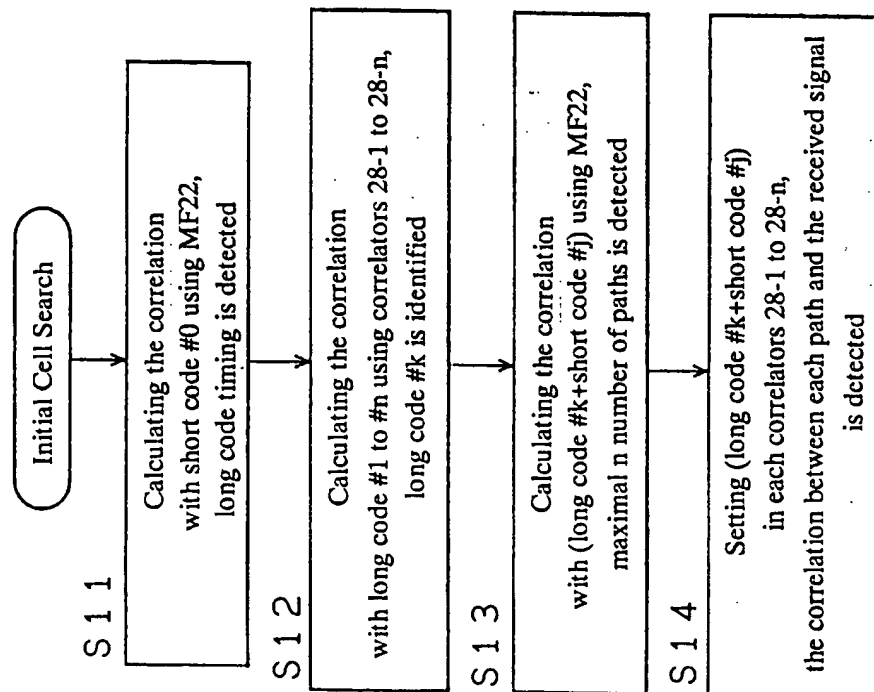 Initial Cell Search
S11
Calculating the correlation
with short code #0 using MF22,
long code timing is detected
S12
Calculating the correlation
with long code #1 to #n using correlators 28-1 to 28-n,
long code #k is identified
S13
Calculating the correlation
with (long code #k+short code #j) using MF22,
maximal n number of paths is detected
S14
Setting (long code #k+short code #j)
in each correlators 28-1 to 28-n,
the correlation between each path and the received signal
is detected